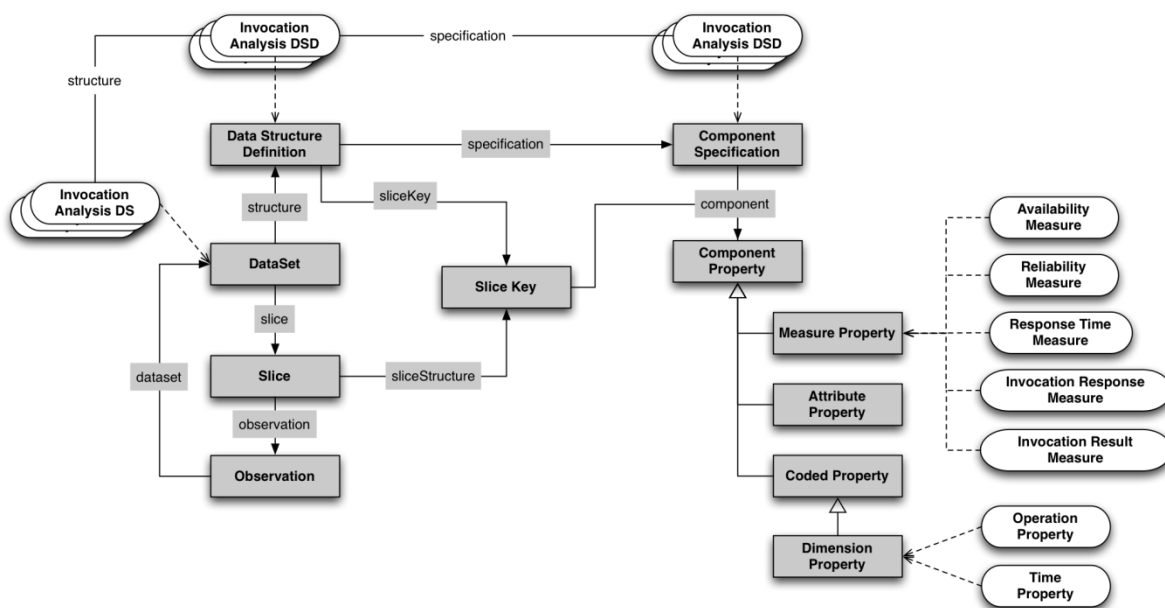 Invocation
Analysis DSD
specification
Invocation
Analysis DSD
structure
Data Structure
Definition
specification
Component
Specification
Invocation
Analysis DS
structure
sliceKey
component
Availability
Measure
DataSet
Slice Key
Component
Property
Reliability
Measure
slice
Measure Property
Response Time
Measure
dataset
Slice
sliceStructure
Invocation Response
Measure
Attribute
Property
observation
Invocation Result
Measure
Observation
Coded Property
Operation
Property
Dimension
Property
Time
Property